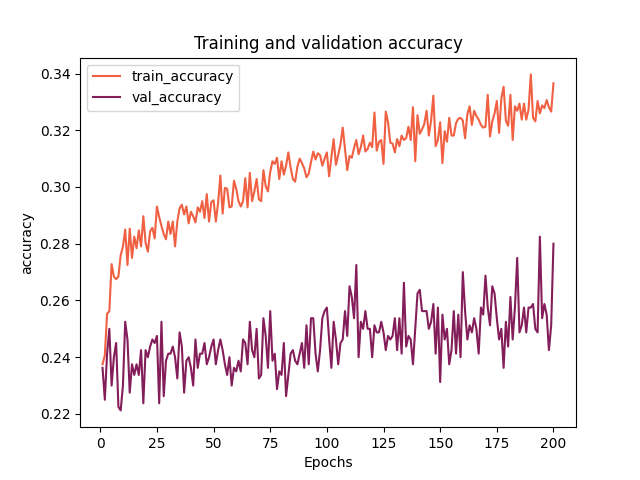 Training and validation accuracy
train_accuracy
val_accuracy
0.34
0.32
0.30
0.28
0.26
0.24
0.22
accuracy
0 25 50 75 100 125 150 175 200
Epochs